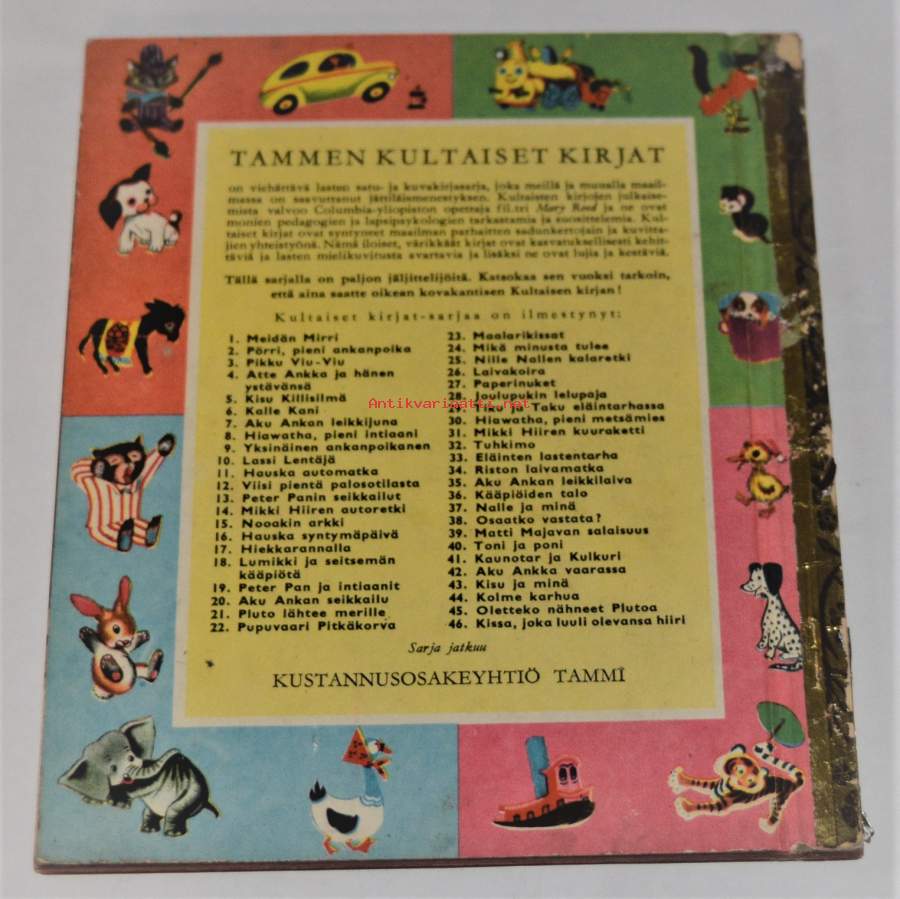 TAMMEN KULTAISET KIRJAT
on viehättävä lasten satu- ja kuvakirjasarja, joka meillä ja muualla maail-
massa on saavuttanut jättiläismenestyksen. Kultaisten kirjojen julkaise-
mista valvoo Columbia-yliopiston opettaja fil.tri Mary Reed ja ne ovat
monien pedagogien ja lapsipsykologien tarkastamia ja suosittelemia. Kul-
taiset kirjat ovat syntyneet maailman parhaitten sadunkertojain ja kuvitta-
jien yhteistyönä. Nämä iloiset, värikkäät kirjat ovat kasvatuksellisesti kehit-
täviä ja lasten mielikuvitusta avartavia ja lisäksi ne ovat lujia ja kestäviä.
Tällä sarjalla on paljon jäljittelijöitä. Katsokaa sen vuoksi tarkoin,
että aina saatte oikean kovakantisen Kultaisen kirjan!
Kultaiset kirjat-sarjaa on ilmestynyt:
1. Meidän Mirri
2. Pörri, pieni ankanpoika
3. Pikku Viu-Viu
4. Atte Ankka ja hänen
ystävänsä
5. Kisu Killisilmä
6. Kalle Kani
7. Aku Ankan leikkijuna
8. Hiawatha, pieni intiaani
9. Yksinäinen ankanpoikanen
10. Lassi Lentäjä
11. Hauska automatka
12. Viisi pientä palosotilasta
13. Peter Panin seikkailut
14. Mikki Hiiren autoretki
15. Nooakin arkki
16. Hauska syntymäpäivä
17. Hiekkarannalla
18. Lumikki ja seitsemän
kääpiötä
19. Peter Pan ja intiaanit
20. Aku Ankan seikkailu
21. Pluto lähtee merille
22. Pupuvaari Pitkäkorva
23. Maalarikissat
24. Mikä minusta tulee
25. Nille Nallen kalaretki
26. Laivakoira
27. Paperinuket
28. Joulupukin lelupaja
Antikvaripatti.net
29. Tiku ja Taku eläintarhassa
30. Hiawatha, pieni metsämies
31. Mikki Hiiren kuuraketti
32. Tuhkimo
33. Eläinten lastentarha
34. Riston laivamatka
35. Aku Ankan leikkilaiva
36. Kääpiöiden talo
37. Nalle ja minä
38. Osaatko vastata?
39. Matti Majavan salaisuus
40. Toni ja poni
41. Kaunotar ja Kulkuri
42. Aku Ankka vaarassa
43. Kisu ja minä
44. Kolme karhua
45. Oletteko nähneet Plutoa
46. Kissa, joka luuli olevansa hiiri
Sarja jatkuu
KUSTANNUSOSAKEYHTIÖ TAMMI